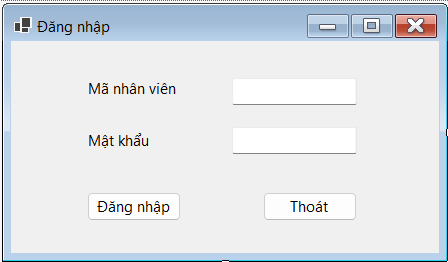 Đăng nhập
Mã nhân viên
Mật khẩu
Đăng nhập Thoát